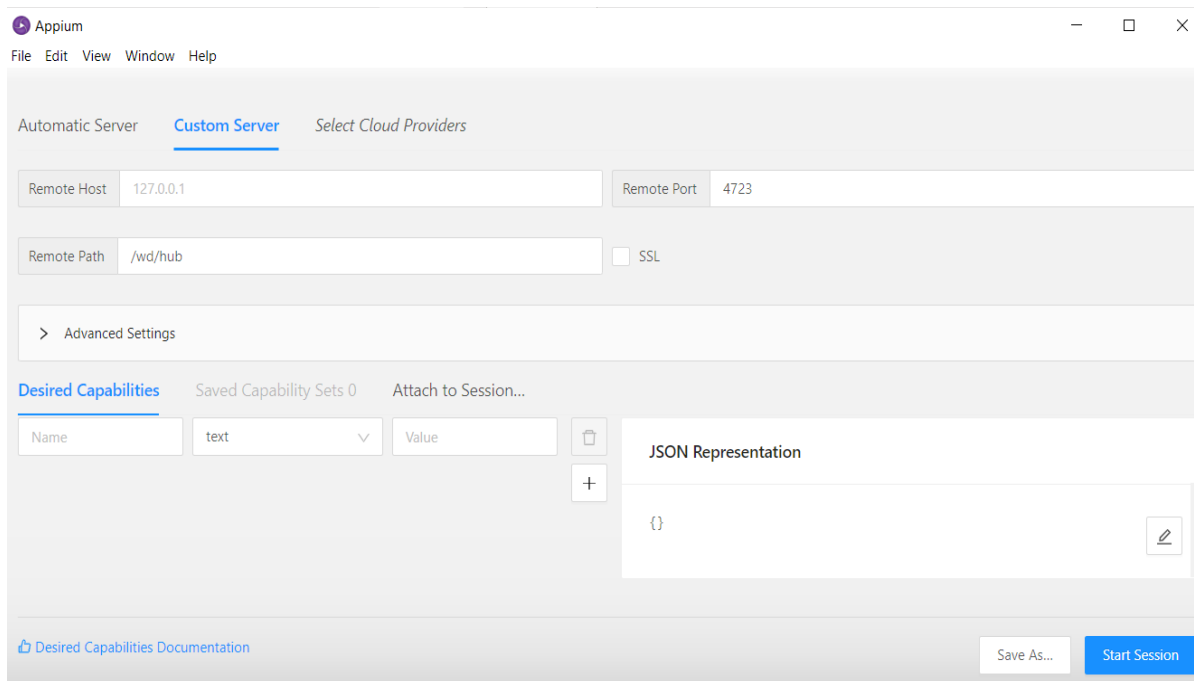 Appium
File Edit View Window Help
Automatic Server Custom Server Select Cloud Providers
Remote Host 127.0.0.1 Remote Port 4723
Remote Path /wd/hub SSL
Advanced Settings
Desired Capabilities Saved Capability Sets 0 Attach to Session...
Name text Value
JSON Representation
{}
Desired Capabilities Documentation
Save As... Start Session